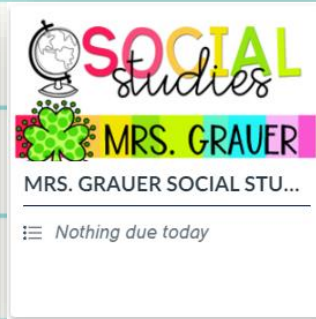 SOCIAL
studies
MRS. GRAUER
MRS. GRAUER SOCIAL STU...
Nothing due today